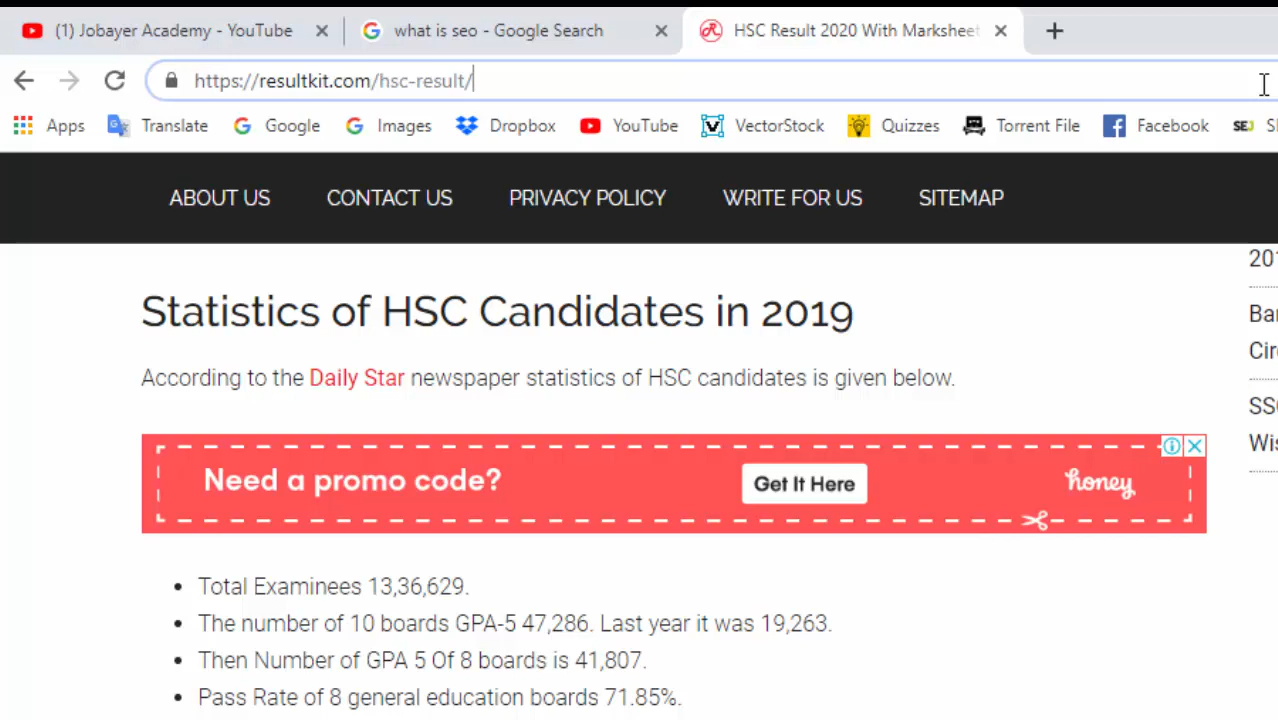 (1) Jobayer Academy - YouTube
what is seo - Google Search
HSC Result 2020 With Marksheet
https://resultkit.com/hsc-result/
Apps
Translate
Google
Images
Dropbox
YouTube
VectorStock
Quizzes
Torrent File
Facebook
SEJ
ABOUT US
CONTACT US
PRIVACY POLICY
WRITE FOR US
SITEMAP
Statistics of HSC Candidates in 2019
According to the Daily Star newspaper statistics of HSC candidates is given below.
Need a promo code?
Get It Here
honey
Total Examinees 13,36,629.
The number of 10 boards GPA-5 47,286. Last year it was 19,263.
Then Number of GPA 5 Of 8 boards is 41,807.
Pass Rate of 8 general education boards 71.85%.